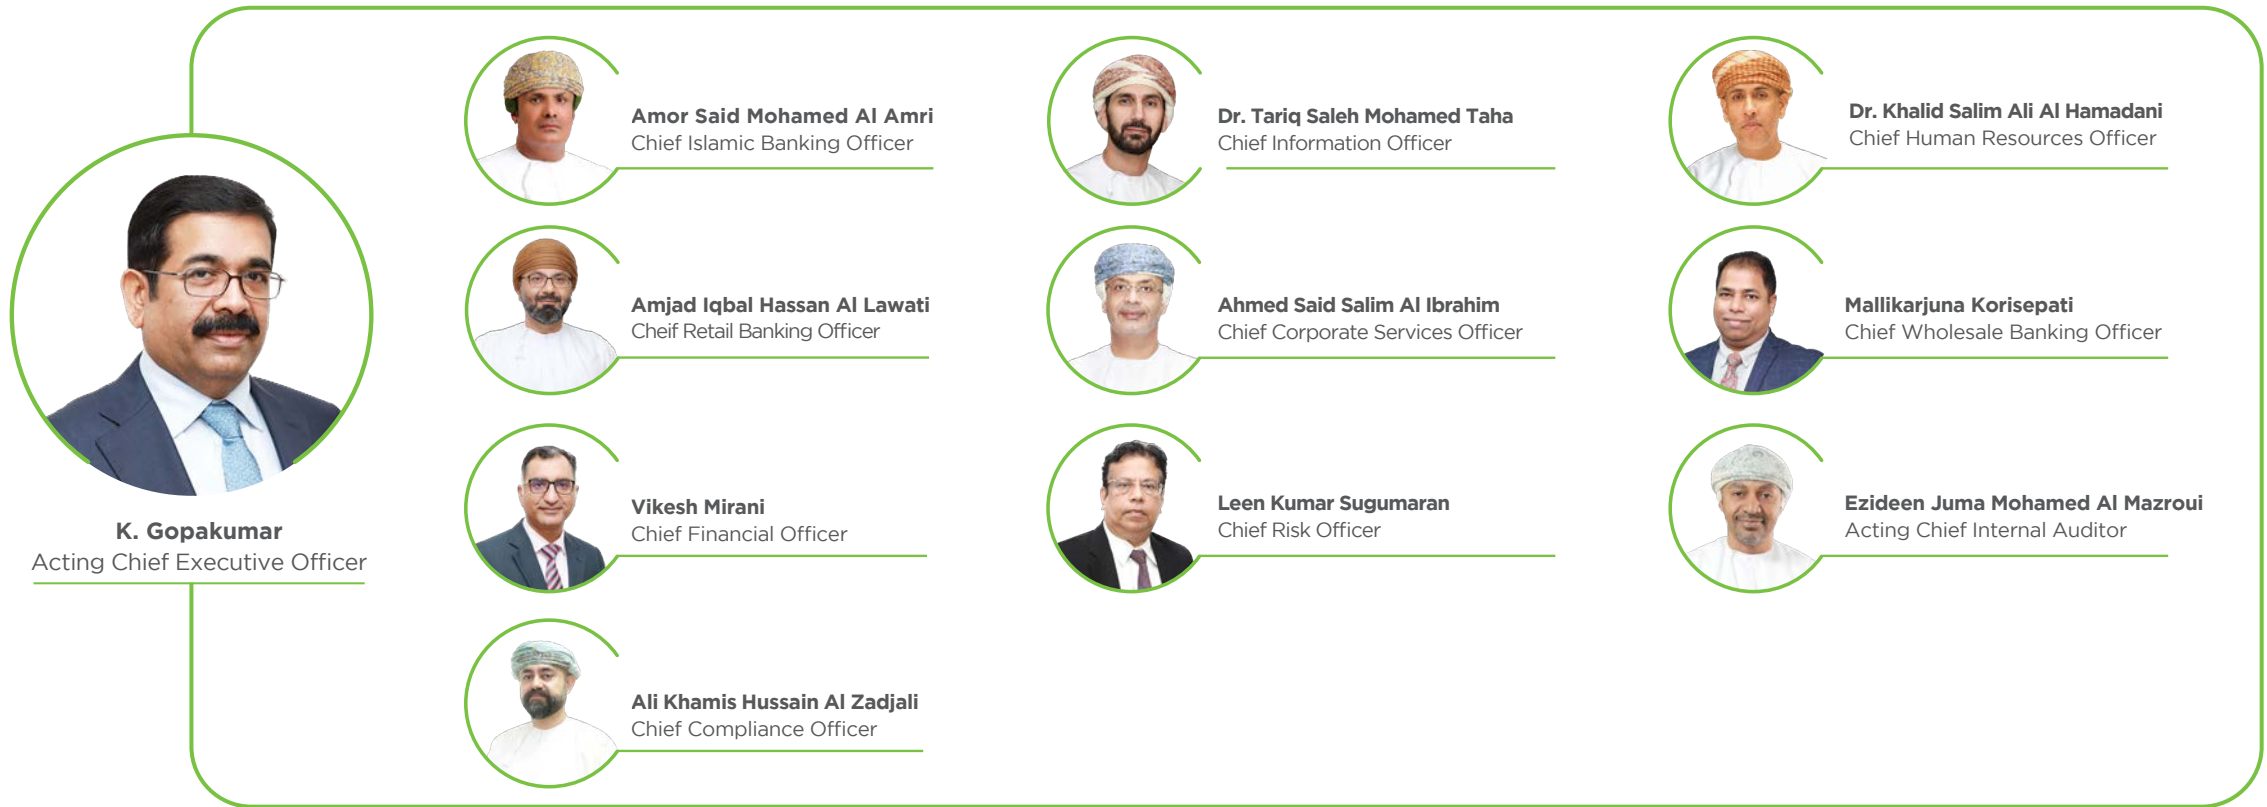 K. Gopakumar
Acting Chief Executive Officer
Amor Said Mohamed Al Amri
Chief Islamic Banking Officer
Dr. Tariq Saleh Mohamed Taha
Chief Information Officer
Dr. Khalid Salim Ali Al Hamadani
Chief Human Resources Officer
Amjad Iqbal Hassan Al Lawati
Cheif Retail Banking Officer
Ahmed Said Salim Al Ibrahim
Chief Corporate Services Officer
Mallikarjuna Korisepati
Chief Wholesale Banking Officer
Vikesh Mirani
Chief Financial Officer
Leen Kumar Sugumaran
Chief Risk Officer
Ezideen Juma Mohamed Al Mazroui
Acting Chief Internal Auditor
Ali Khamis Hussain Al Zadjali
Chief Compliance Officer